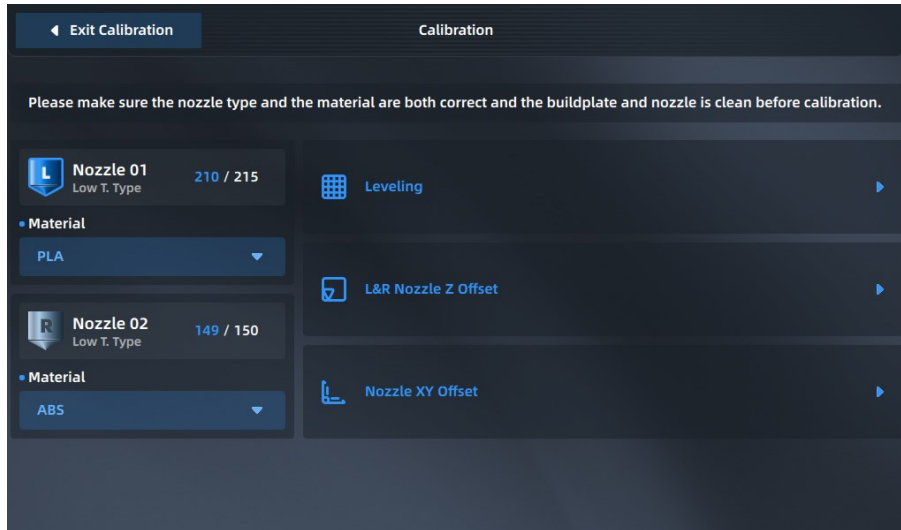 Exit Calibration
Calibration
Please make sure the nozzle type and the material are both correct and the buildplate and nozzle is clean before calibration.
L
Nozzle 01
Low T. Type
210 / 215
Material
PLA
R
Nozzle 02
Low T. Type
149 / 150
Material
ABS
Leveling
L&R Nozzle Z Offset
Nozzle XY Offset